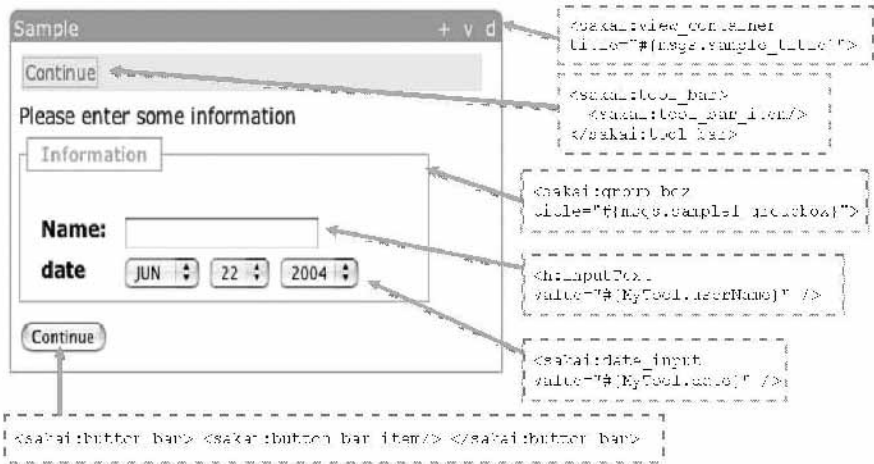 Sample + v d
Continue
Please enter some information
Information
Name:
date JUN 22 2004
Continue
<sakai:view_container
title="#{msgs.sample_title}">
<sakai:tool_bar>
<sakai:tool_bar_item/>
</sakai:tool_bar>
<sakai:group_box
title="#{msgs.sample1_groupbox}">
<h:inputText
value="#{MyTool.userName}" />
<sakai:date_input
value="#{MyTool.date}" />
<sakai:button_bar> <sakai:button_bar_item/> </sakai:button_bar>